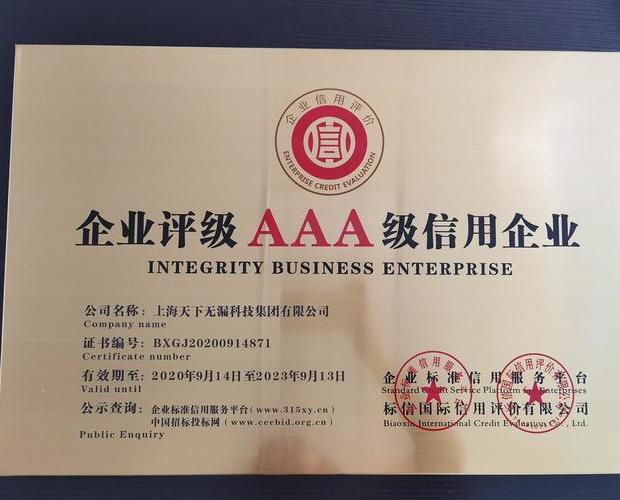 企业信用评价
信
ENTERPRISE CREDIT EVALUATION
企业评级AAA级信用企业
INTEGRITY BUSINESS ENTERPRISE
公司名称：上海天下无漏科技集团有限公司
Company name
证书编号：BXGJ20200914871
Certificate number
有效期至：2020年9月14日至2023年9月13日
Valid until
公示查询：企业标准信用服务平台(www.315xy.cn)
中国招标投标网(www.cecbid.org.cn)
Public Enquiry
企业标准信用服务平台
Standard Credit Service Platform for Enterprises
标信国际信用评价有限公司
Biaoxin International Credit Evaluation Co., Ltd.